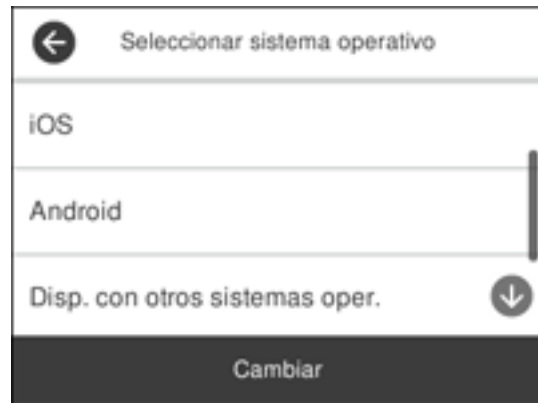 Seleccionar sistema operativo
iOS
Android
Disp. con otros sistemas oper.
Cambiar